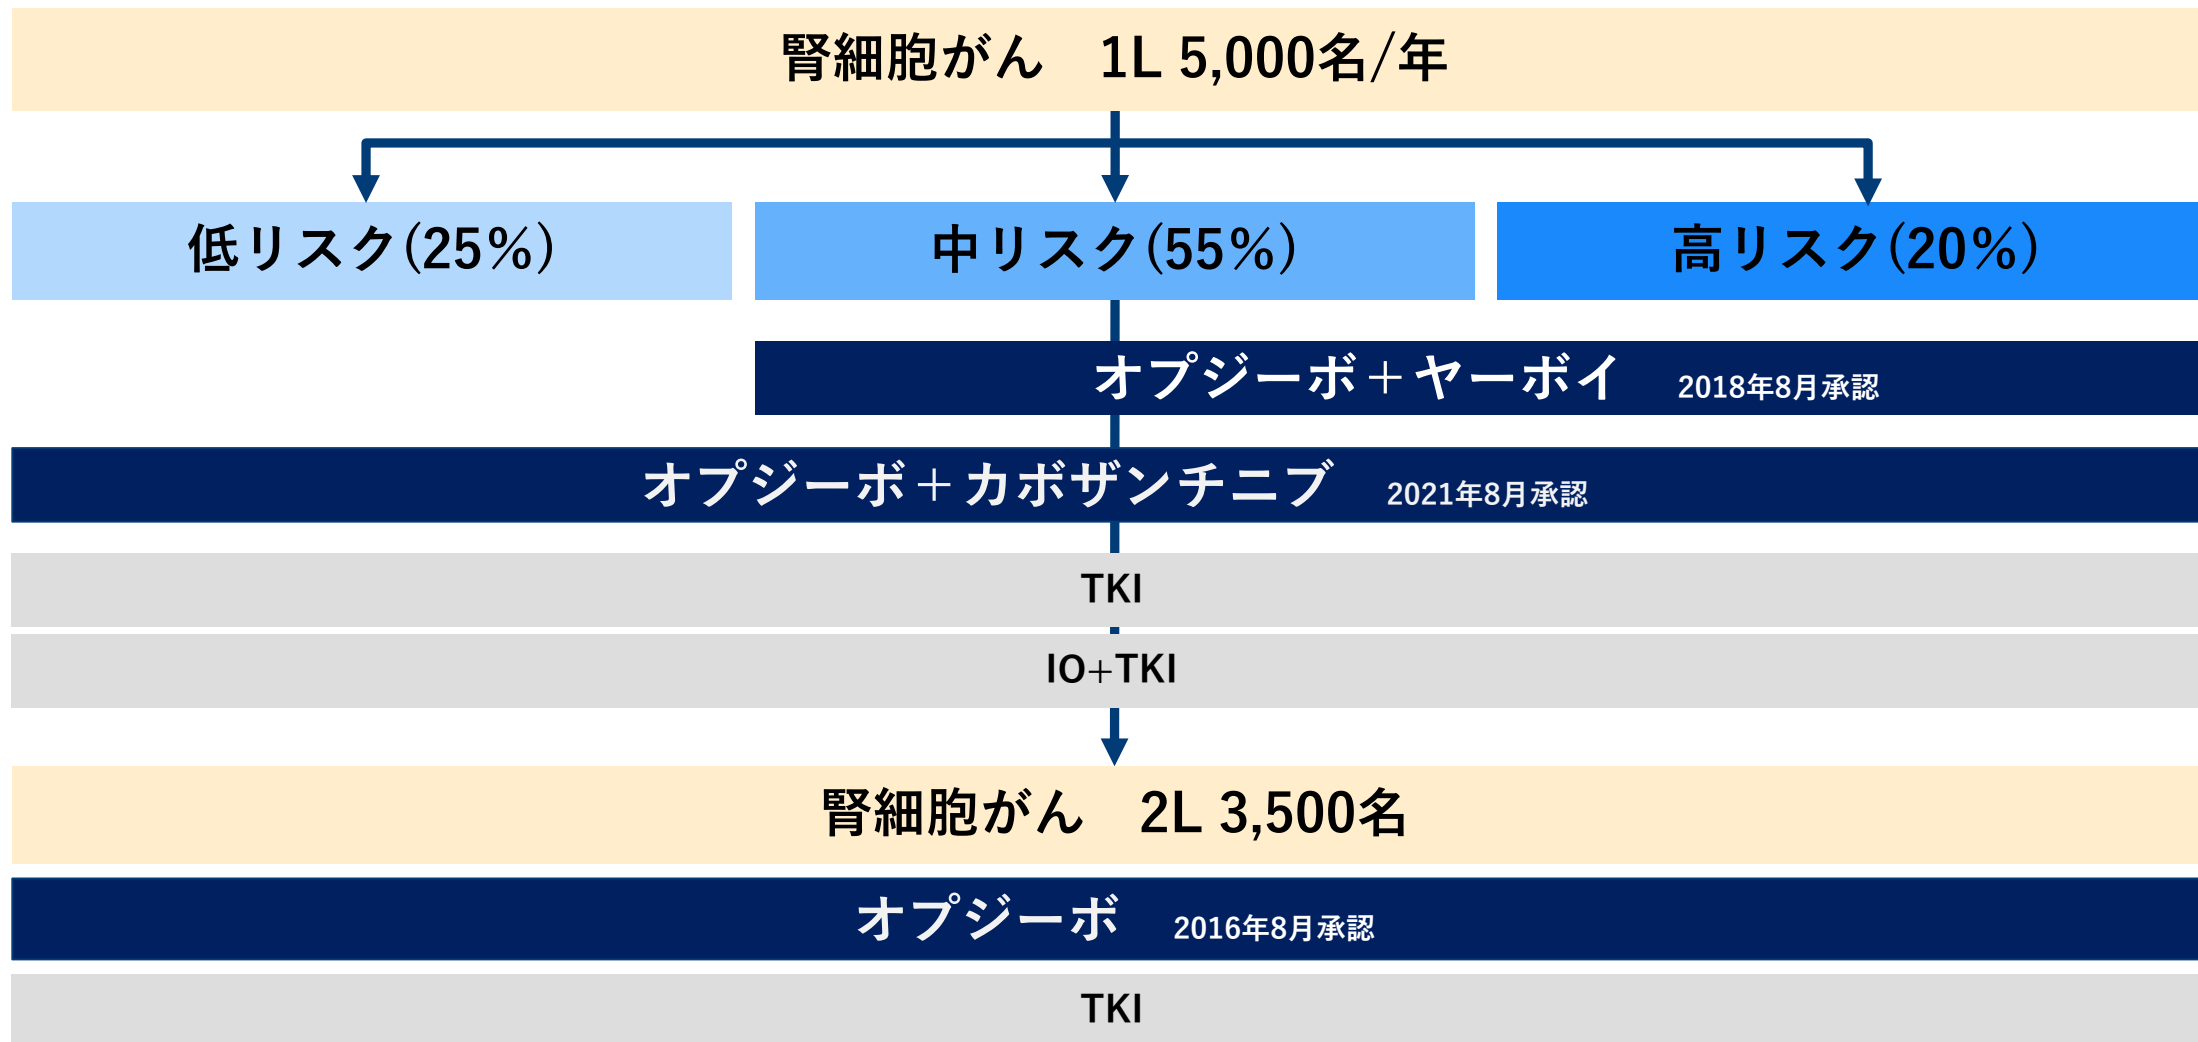 腎細胞がん　1L 5,000名/年
低リスク(25%)
中リスク(55%)
高リスク(20%)
オプジーボ＋ヤーボイ　2018年8月承認
オプジーボ＋カボザンチニブ　2021年8月承認
TKI
IO+TKI
腎細胞がん　2L 3,500名
オプジーボ　2016年8月承認
TKI